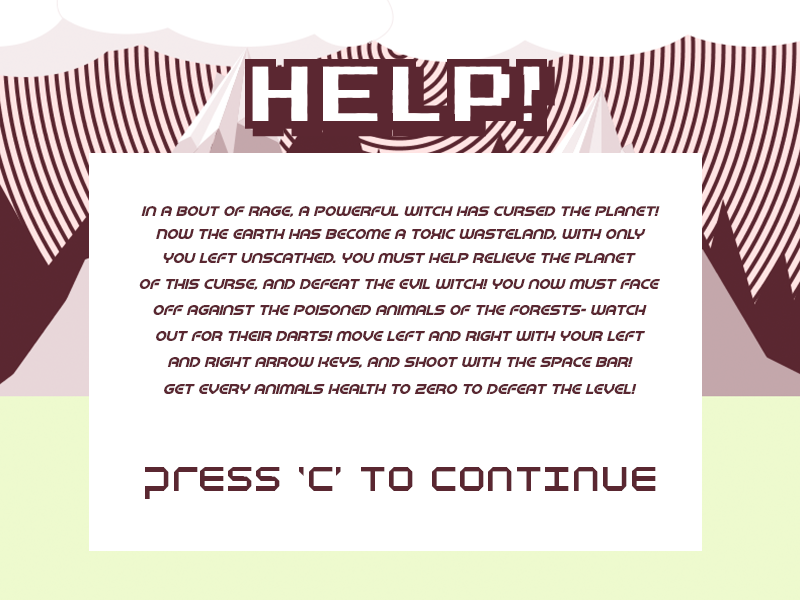 HELP!
IN A BOUT OF RAGE, A POWERFUL WITCH HAS CURSED THE PLANET!
NOW THE EARTH HAS BECOME A TOXIC WASTELAND, WITH ONLY
YOU LEFT UNSCATHED. YOU MUST HELP RELIEVE THE PLANET
OF THIS CURSE, AND DEFEAT THE EVIL WITCH! YOU NOW MUST FACE
OFF AGAINST THE POISONED ANIMALS OF THE FORESTS- WATCH
OUT FOR THEIR DARTS! MOVE LEFT AND RIGHT WITH YOUR LEFT
AND RIGHT ARROW KEYS, AND SHOOT WITH THE SPACE BAR!
GET EVERY ANIMALS HEALTH TO ZERO TO DEFEAT THE LEVEL!
PRESS 'C' TO CONTINUE